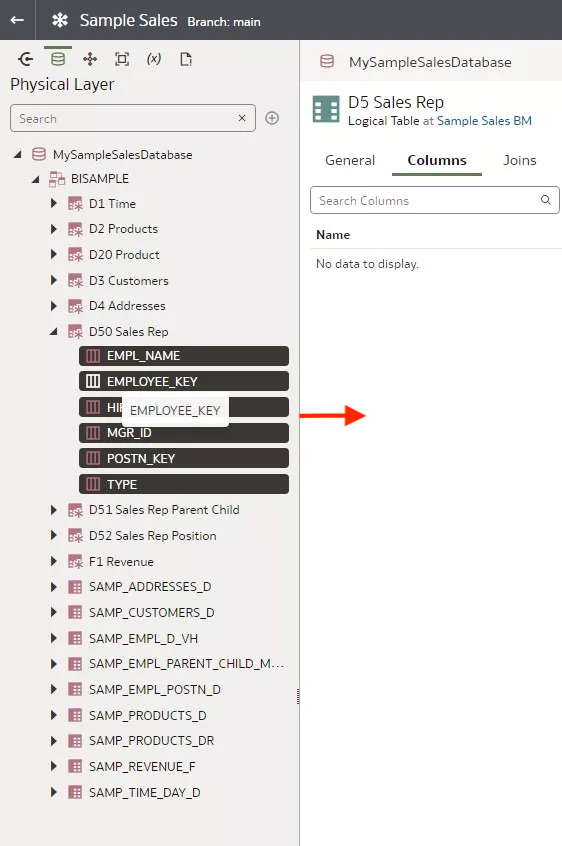 Sample Sales Branch: main
(x)
Physical Layer
Search
MySampleSalesDatabase
BISAMPLE
D1 Time
D2 Products
D20 Product
D3 Customers
D4 Addresses
D50 Sales Rep
EMPL_NAME
EMPLOYEE_KEY
EMPLOYEE_KEY
MGR_ID
POSTN_KEY
TYPE
D51 Sales Rep Parent Child
D52 Sales Rep Position
F1 Revenue
SAMP_ADDRESSES_D
SAMP_CUSTOMERS_D
SAMP_EMPL_D_VH
SAMP_EMPL_PARENT_CHILD_M...
SAMP_EMPL_POSTN_D
SAMP_PRODUCTS_D
SAMP_PRODUCTS_DR
SAMP_REVENUE_F
SAMP_TIME_DAY_D
MySampleSalesDatabase
D5 Sales Rep
Logical Table at Sample Sales BM
General Columns Joins
Search Columns
Name
No data to display.